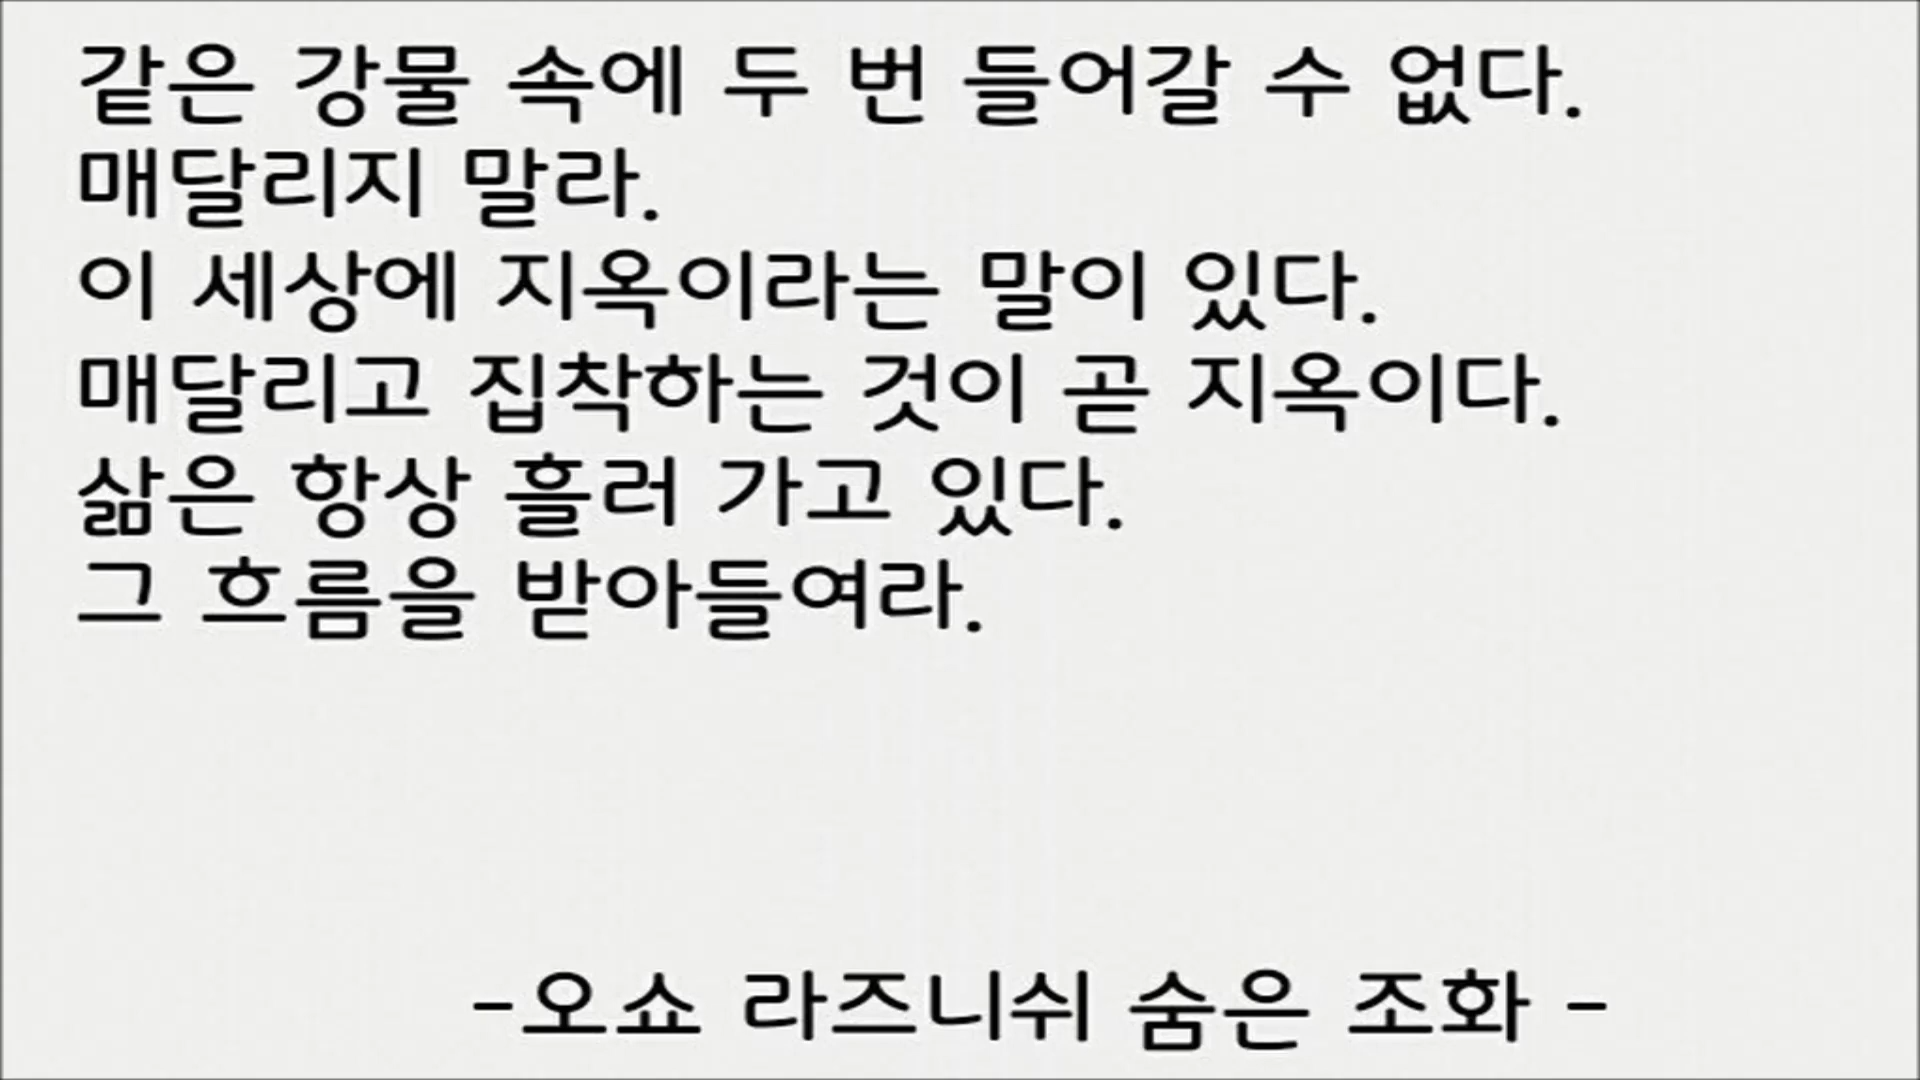 같은 강물 속에 두 번 들어갈 수 없다.
매달리지 말라.
이 세상에 지옥이라는 말이 있다.
매달리고 집착하는 것이 곧 지옥이다.
삶은 항상 흘러 가고 있다.
그 흐름을 받아들여라.
-오쇼 라즈니쉬 숨은 조화 -